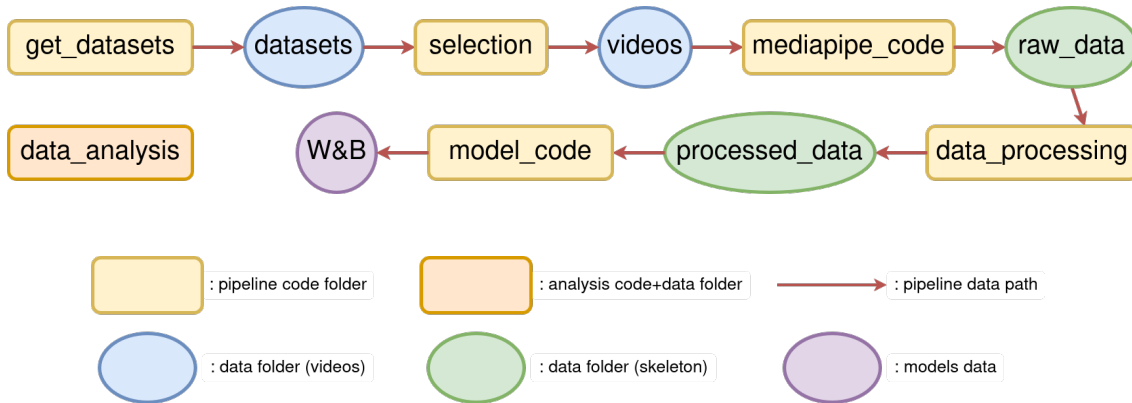 get_datasets
datasets
selection
videos
mediapipe_code
raw_data
data_analysis
W&B
model_code
processed_data
data_processing
: pipeline code folder
: analysis code+data folder
: pipeline data path
: data folder (videos)
: data folder (skeleton)
: models data